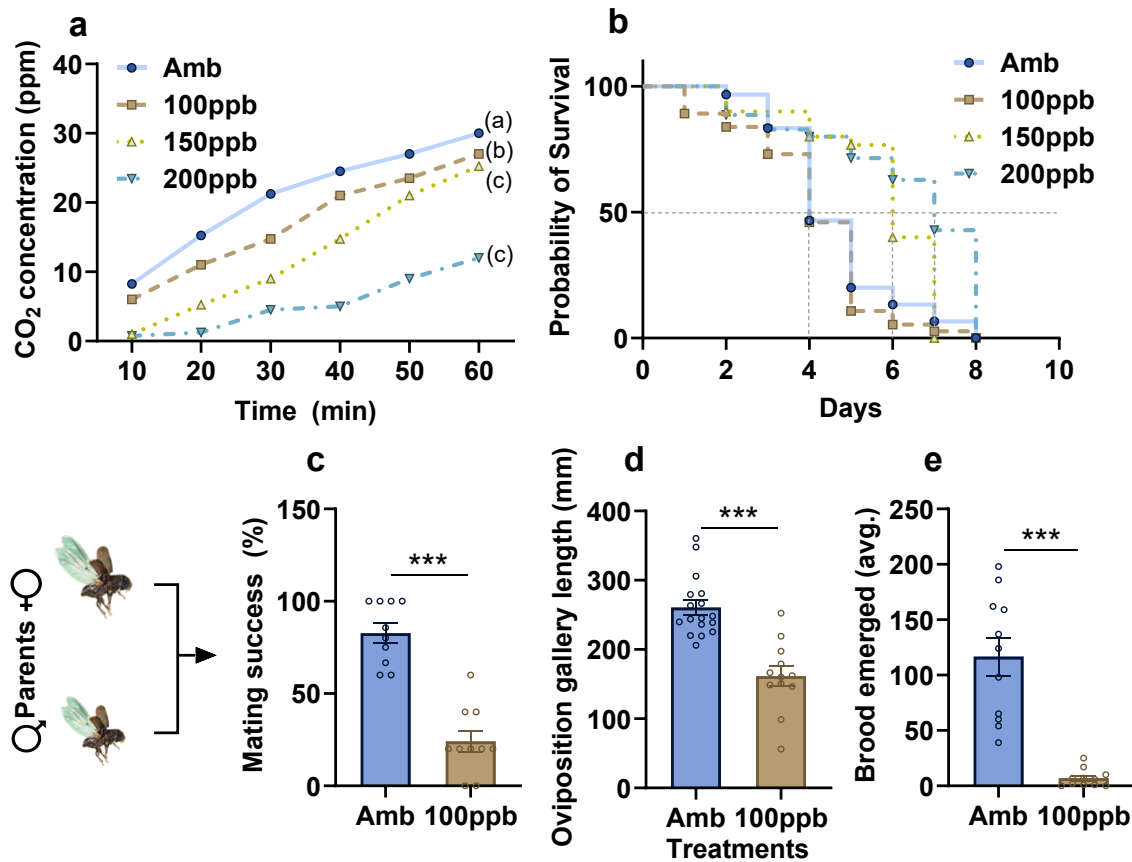 a
CO2 concentration (ppm)
40
30
20
10
0
Amb
100ppb
150ppb
200ppb
(a)
(b)
(c)
(c)
10 20 30 40 50 60
Time (min)
b
Probability of Survival
100
50
0
Amb
100ppb
150ppb
200ppb
0 2 4 6 8 10
Days
♂Parents ♀
c
Mating success (%)
150
100
50
0
***
Amb 100ppb
d
Oviposition gallery length (mm)
400
300
200
100
0
***
Amb 100ppb
Treatments
e
Brood emerged (avg.)
250
200
150
100
50
0
***
Amb 100ppb